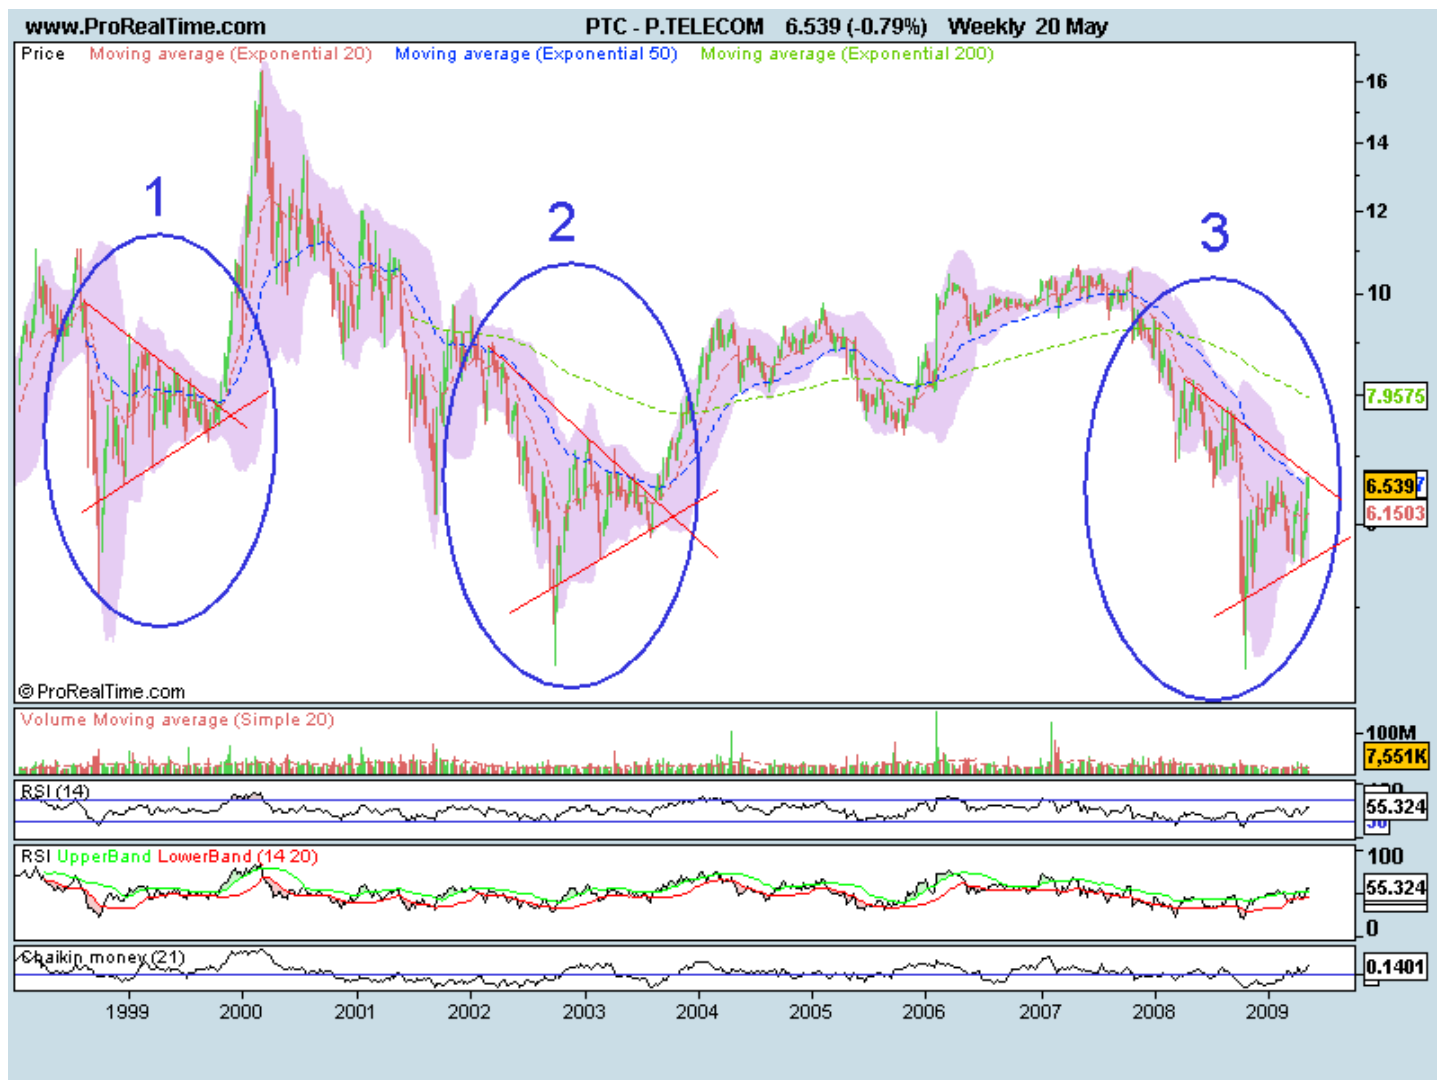 www.ProRealTime.com PTC - P.TELECOM 6.539 (-0.79%) Weekly 20 May
Price Moving average (Exponential 20) Moving average (Exponential 50) Moving average (Exponential 200)
16
14
1
12
2
3
10
7.9575
6.539 7
6.1503
© ProRealTime.com
Volume Moving average (Simple 20)
100M
7,551K
RSI (14)
55.324
RSI UpperBand LowerBand (14 20)
100
55.324
0
Chaikin money (21)
0.1401
1999 2000 2001 2002 2003 2004 2005 2006 2007 2008 2009